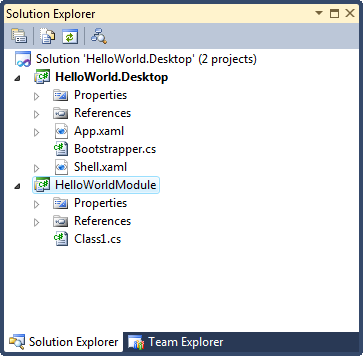 Solution Explorer
Solution 'HelloWorld.Desktop' (2 projects)
HelloWorld.Desktop
Properties
References
App.xaml
Bootstrapper.cs
Shell.xaml
HelloWorldModule
Properties
References
Class1.cs
Solution Explorer Team Explorer